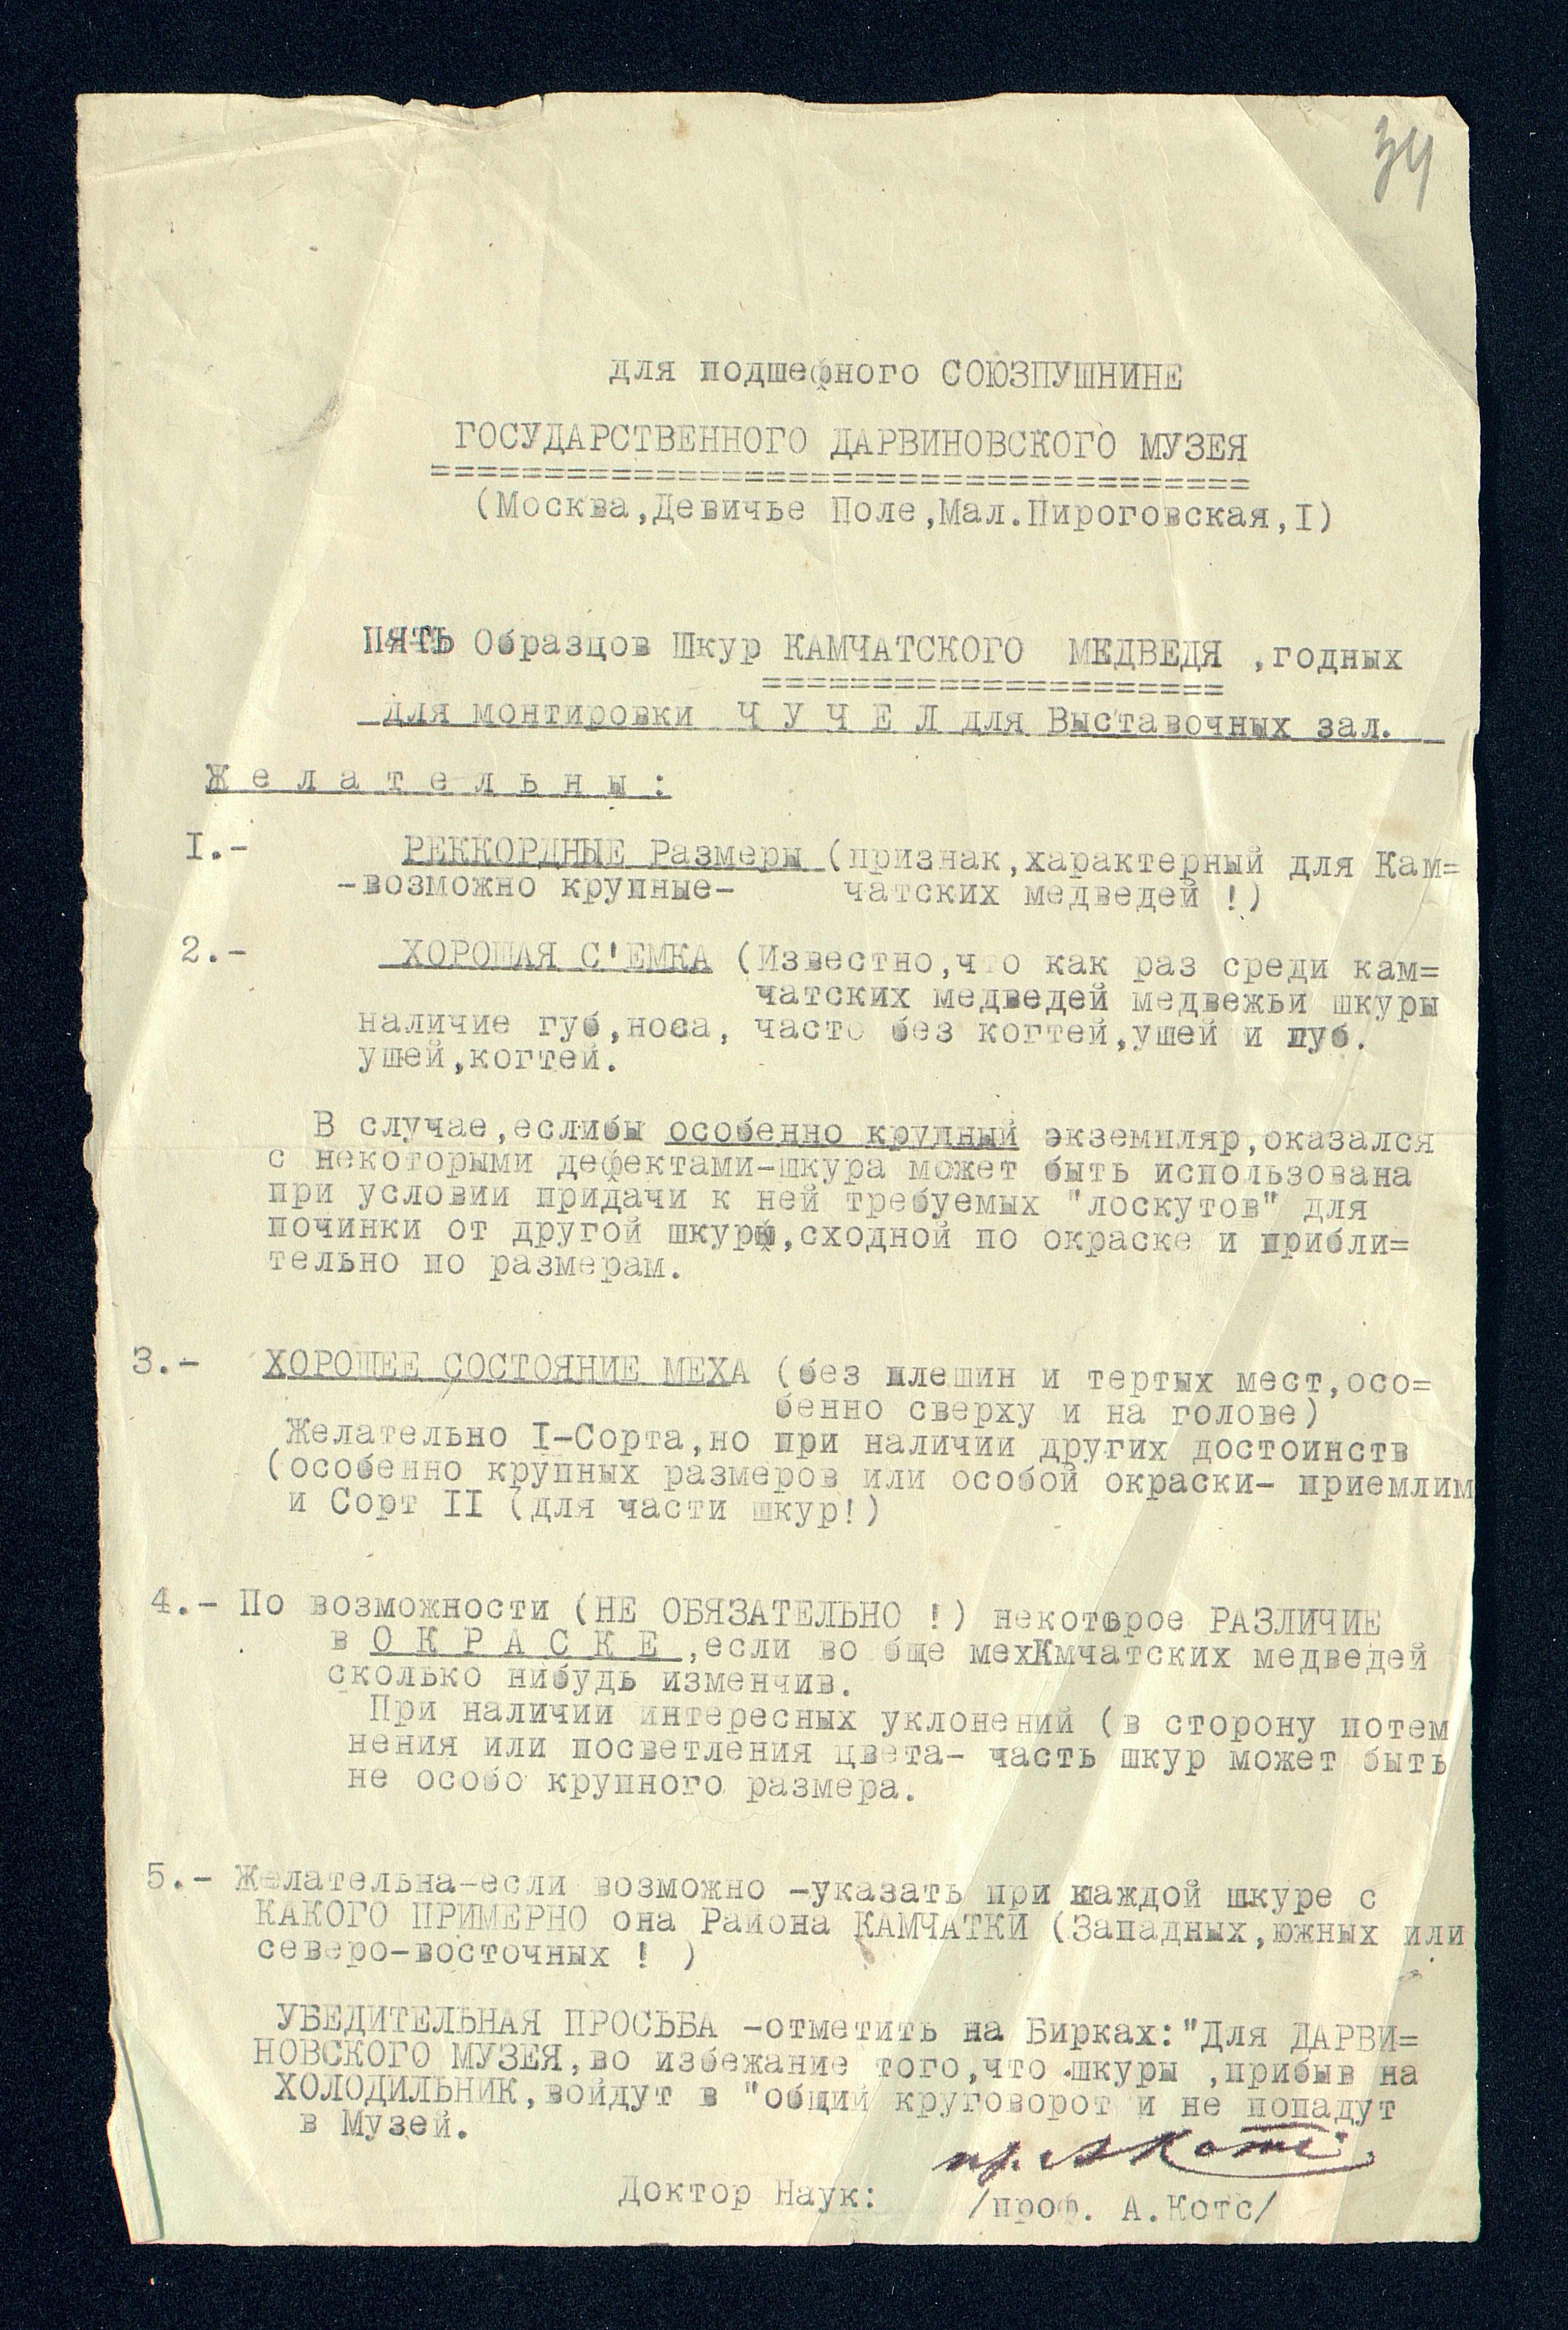 34
для подшефного СОЮЗПУШНИНЕ
ГОСУДАРСТВЕННОГО ДАРВИНОВСКОГО МУЗЕЯ
====================================
(Москва,Девичье Поле,Мал.Пироговская,I)
ПЯТЬ Образцов Шкур КАМЧАТСКОГО МЕДВЕДЯ ,годных
====================
для монтировки Ч У Ч Е Л для Выставочных зал.
Ж е л а т е л ь н ы :
I.- РЕККОРДНЫЕ Размеры (признак,характерный для Кам=
-возможно крупные- чатских медведей !)
2.- ХОРОШАЯ С'ЕМКА (Известно,что как раз среди кам=
чатских медведей медвежьи шкуры
наличие губ,носа, часто без когтей,ушей и губ.
ушей,когтей.
В случае,еслибы особенно крупный экземпляр,оказался
с некоторыми дефектами-шкура может быть использована
при условии придачи к ней требуемых "лоскутов" для
починки от другой шкуры,сходной по окраске и прибли=
тельно по размерам.
3.- ХОРОШЕЕ СОСТОЯНИЕ МЕХА (без плешин и тертых мест,осо=
бенно сверху и на голове)
Желательно I-Сорта,но при наличии других достоинств
(особенно крупных размеров или особой окраски- приемлим
и Сорт II (для части шкур!)
4.- По возможности (НЕ ОБЯЗАТЕЛЬНО !) некоторое РАЗЛИЧИЕ
в О К Р А С К Е ,если во бще мехКмчатских медведей
сколько нибудь изменчив.
При наличии интересных уклонений (в сторону потем
нения или посветления цвета- часть шкур может быть
не особо крупного размера.
5.- Желательна-если возможно -указать при каждой шкуре с
КАКОГО ПРИМЕРНО она Района КАМЧАТКИ (Западных,южных или
северо-восточных ! )
УБЕДИТЕЛЬНАЯ ПРОСЬБА -отметить на Бирках:"Для ДАРВИ=
НОВСКОГО МУЗЕЯ,во избежание того,что шкуры ,прибыв на
ХОЛОДИЛЬНИК,войдут в "общий круговорот и не попадут
в Музей.
пр. А Котс
Доктор Наук: /проф. А.Котс/